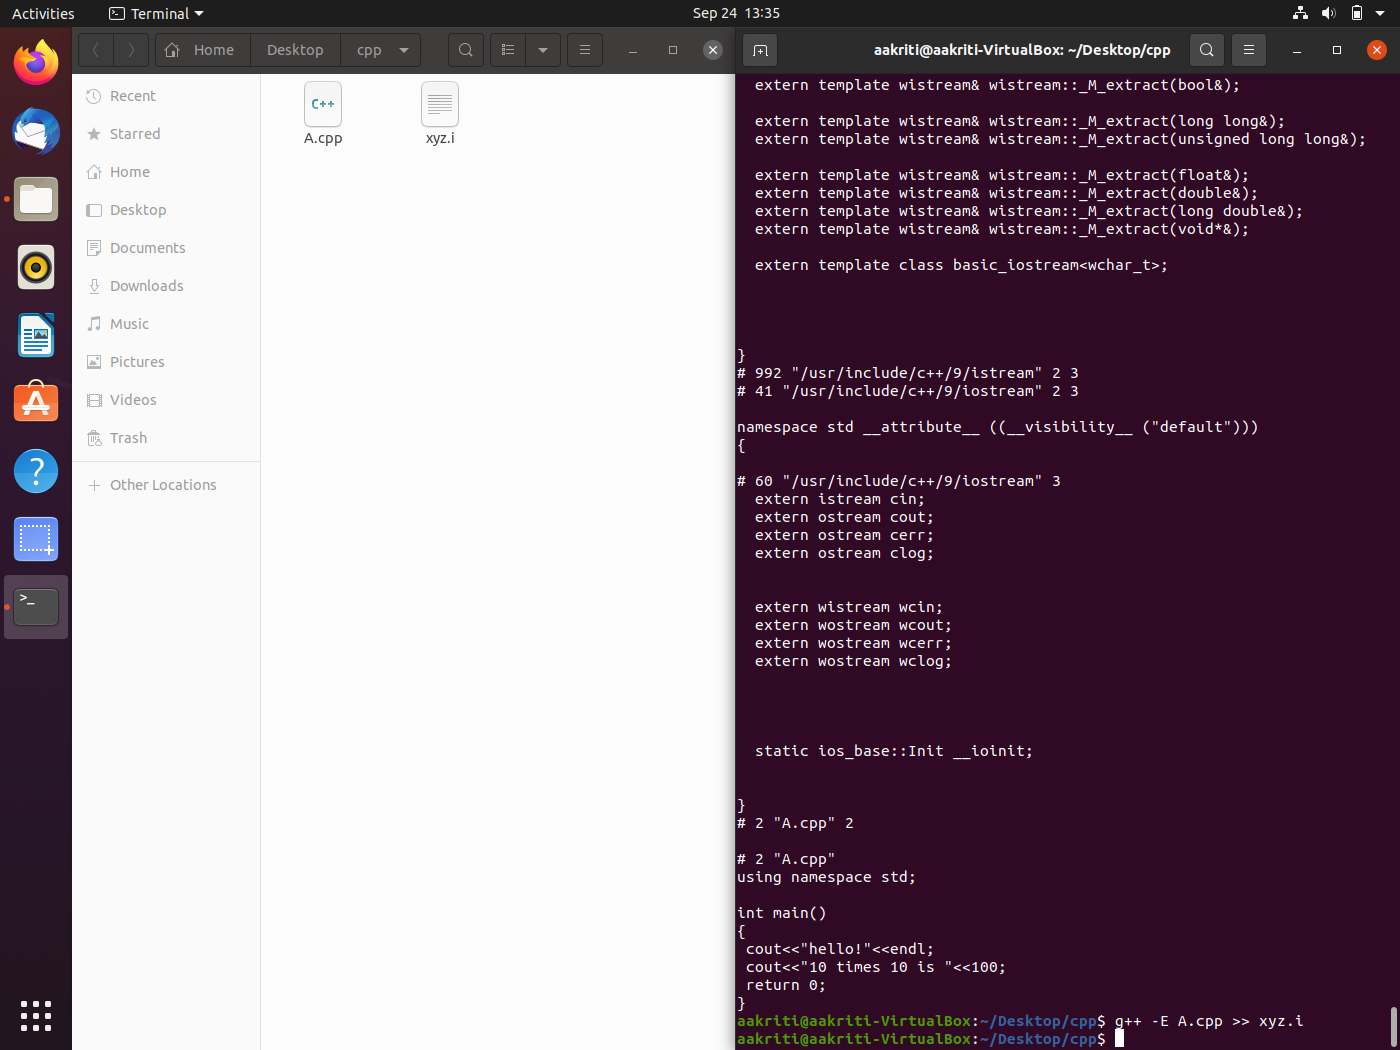 Activities
Terminal
Sep 24  13:35
Home
Desktop
cpp
aakriti@aakriti-VirtualBox: ~/Desktop/cpp
Recent
Starred
Home
Desktop
Documents
Downloads
Music
Pictures
Videos
Trash
Other Locations
C++
A.cpp
xyz.i
  extern template wistream& wistream::_M_extract(bool&);
  extern template wistream& wistream::_M_extract(long long&);
  extern template wistream& wistream::_M_extract(unsigned long long&);
  extern template wistream& wistream::_M_extract(float&);
  extern template wistream& wistream::_M_extract(double&);
  extern template wistream& wistream::_M_extract(long double&);
  extern template wistream& wistream::_M_extract(void*&);
  extern template class basic_iostream<wchar_t>;
}
# 992 "/usr/include/c++/9/istream" 2 3
# 41 "/usr/include/c++/9/iostream" 2 3
namespace std __attribute__ ((__visibility__ ("default")))
{
# 60 "/usr/include/c++/9/iostream" 3
  extern istream cin;
  extern ostream cout;
  extern ostream cerr;
  extern ostream clog;
  extern wistream wcin;
  extern wostream wcout;
  extern wostream wcerr;
  extern wostream wclog;
  static ios_base::Init __ioinit;
}
# 2 "A.cpp" 2
# 2 "A.cpp"
using namespace std;
int main()
{
 cout<<"hello!"<<endl;
 cout<<"10 times 10 is "<<100;
 return 0;
}
aakriti@aakriti-VirtualBox:~/Desktop/cpp$ g++ -E A.cpp >> xyz.i
aakriti@aakriti-VirtualBox:~/Desktop/cpp$